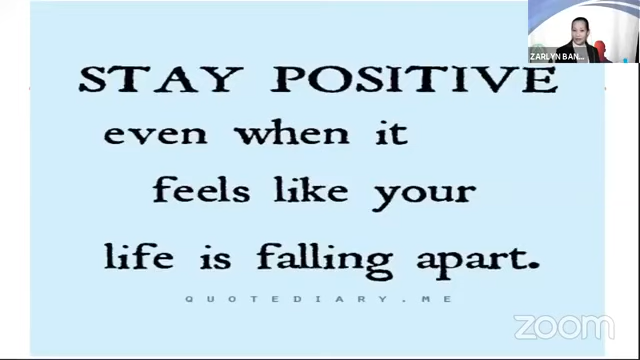 ZARLYN BAN...
STAY POSITIVE
even when it
feels like your
life is falling apart.
QUOTEDIARY.ME
zoom